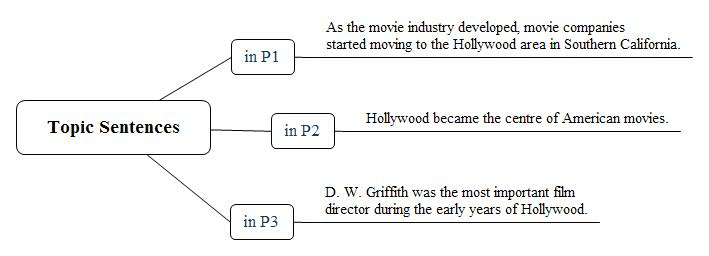 As the movie industry developed, movie companies
started moving to the Hollywood area in Southern California.
in P1
Topic Sentences
in P2
Hollywood became the centre of American movies.
D. W. Griffith was the most important film
director during the early years of Hollywood.
in P3